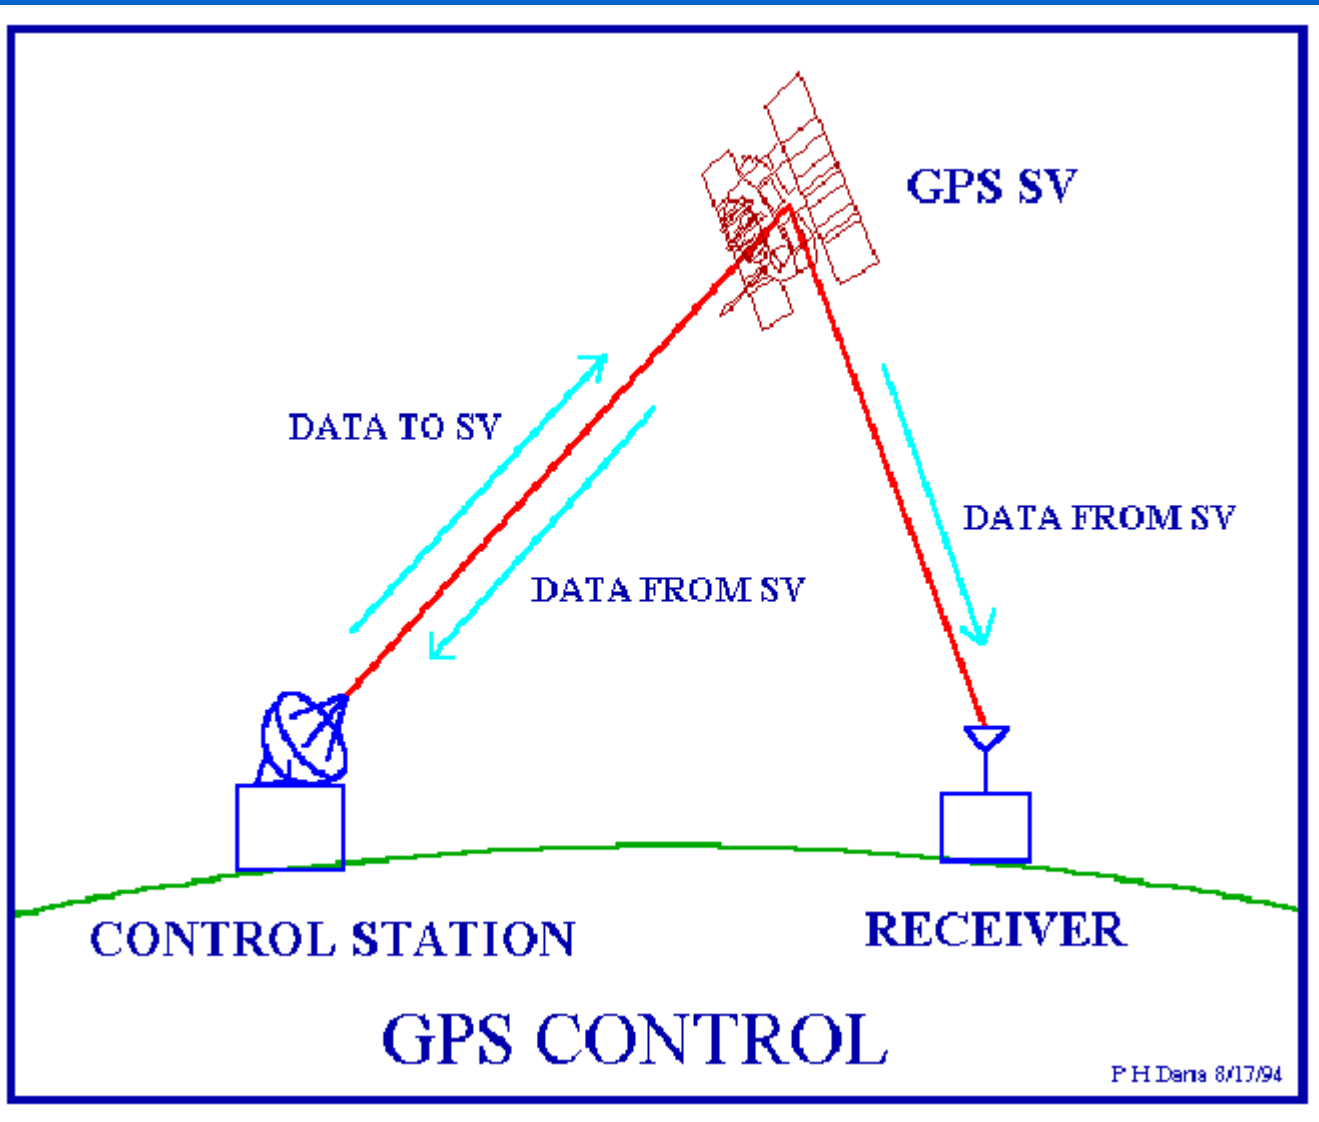 GPS SV
DATA TO SV
DATA FROM SV
DATA FROM SV
CONTROL STATION
RECEIVER
GPS CONTROL
P H Dana 8/17/94